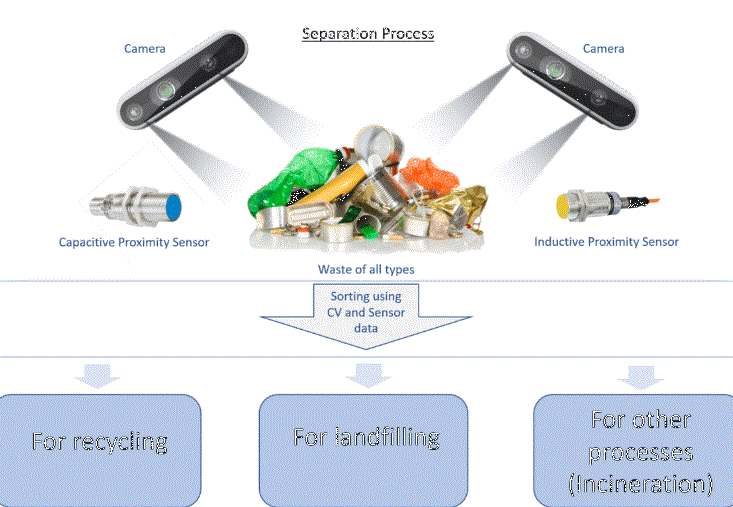 Separation Process
Camera
Camera
Capacitive Proximity Sensor
Inductive Proximity Sensor
Waste of all types
Sorting using
CV and Sensor
data
For recycling
For landfilling
For other
processes
(Incineration)